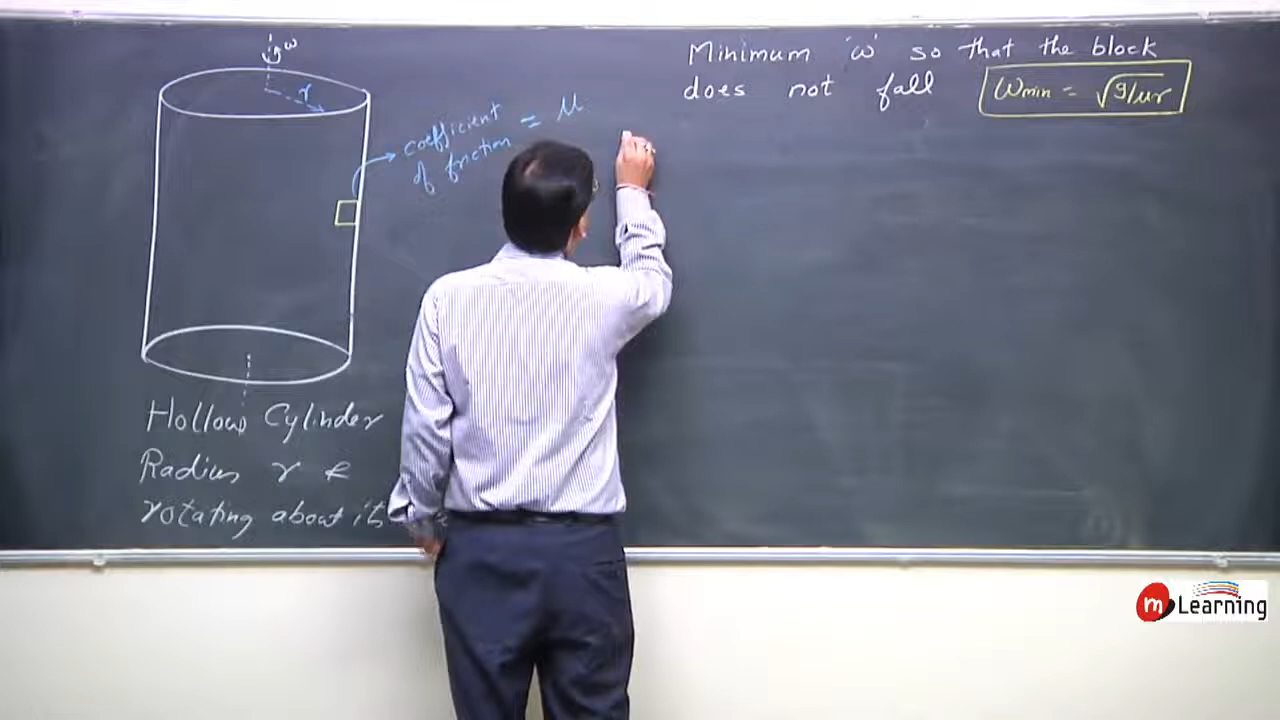 ω
r
coefficient
of friction = μ
Hollow Cylinder
Radius r &
rotating about its
Minimum 'ω' so that the block
does not fall ωmin = √g/μr
m Learning